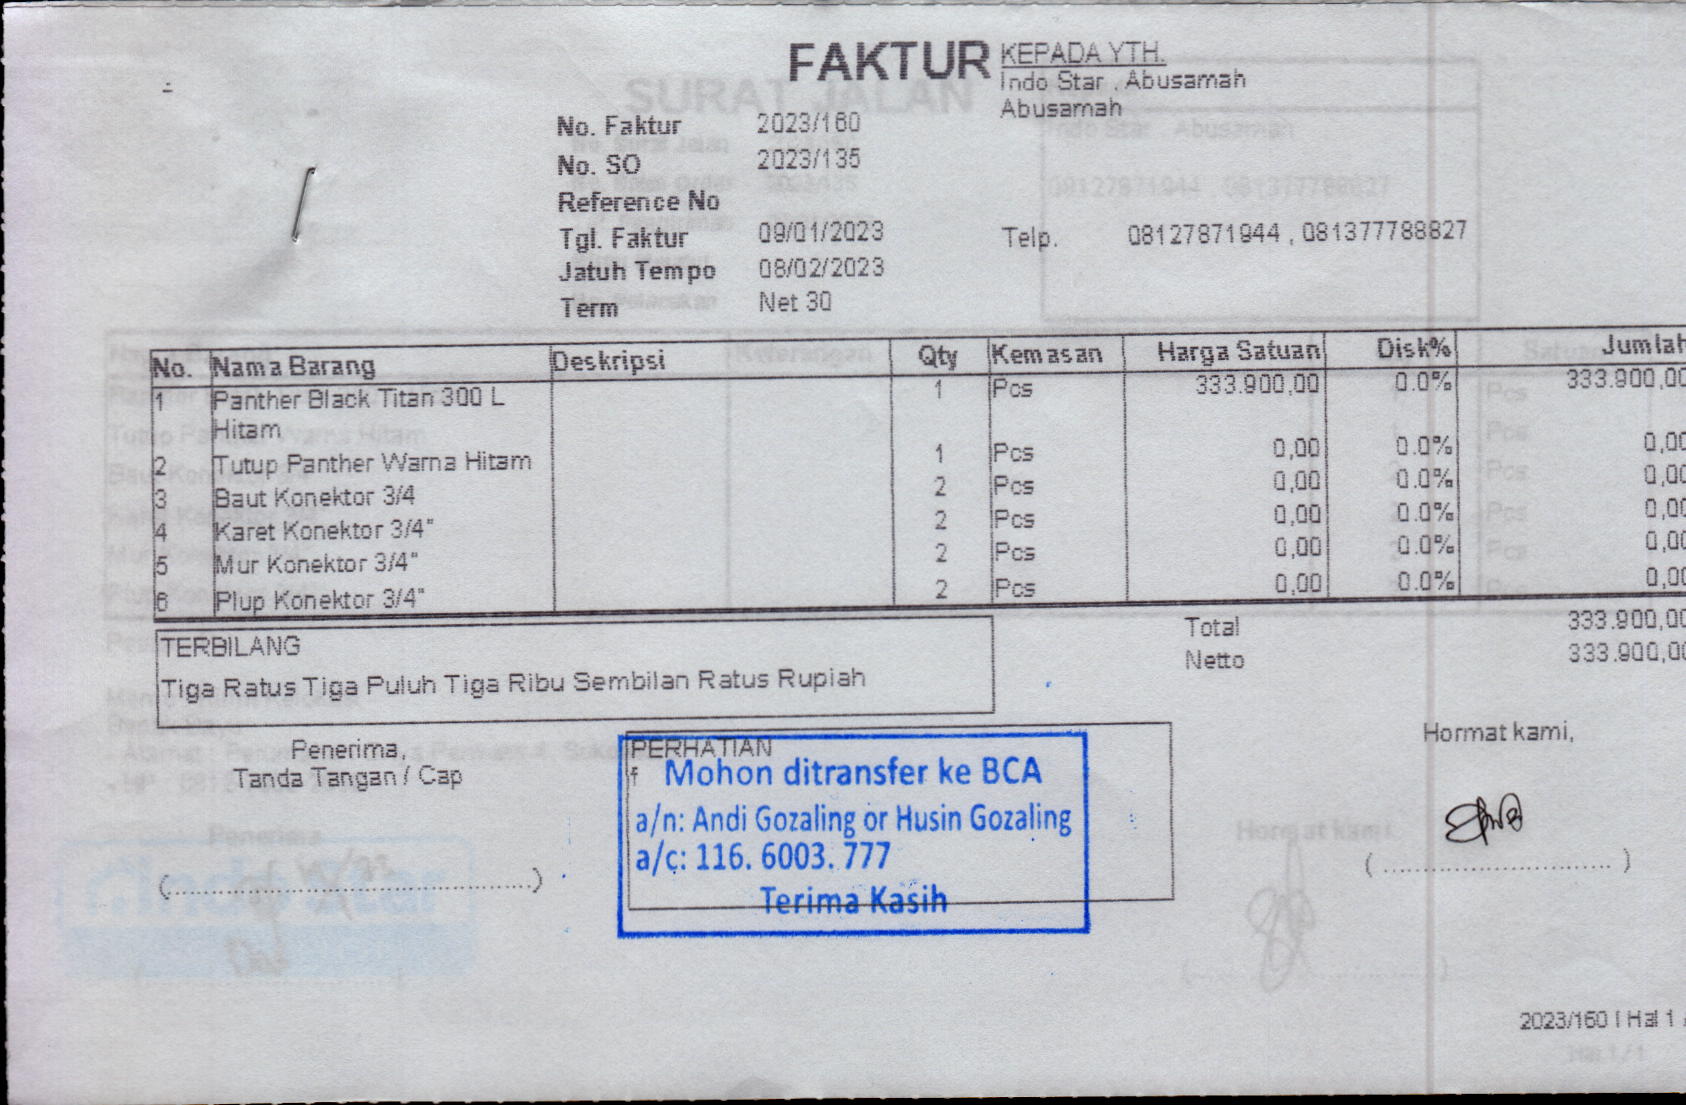 FAKTUR
KEPADA YTH.
Indo Star . Abusamah
Abusamah
SURAT JALAN
No. Faktur 2023/160
No. SO 2023/135
Reference No
Tgl. Faktur 09/01/2023
Telp. 08127871944 , 081377788827
Jatuh Tempo 08/02/2023
Term Net 30
No. Nama Barang Deskripsi Qty Kemasan Harga Satuan Disk% Jumlah
1 Panther Black Titan 300 L 1 Pcs 333.900,00 0.0% 333.900,00
Hitam
2 Tutup Panther Warna Hitam 1 Pcs 0,00 0.0% 0,00
3 Baut Konektor 3/4 2 Pcs 0,00 0.0% 0,00
4 Karet Konektor 3/4" 2 Pcs 0,00 0.0% 0,00
5 Mur Konektor 3/4" 2 Pcs 0,00 0.0% 0,00
6 Plup Konektor 3/4" 2 Pcs 0,00 0.0% 0,00
Total 333.900,00
Netto 333.900,00
TERBILANG
Tiga Ratus Tiga Puluh Tiga Ribu Sembilan Ratus Rupiah
Penerima,
Tanda Tangan / Cap
(............................................)
PERHATIAN
f
Mohon ditransfer ke BCA
a/n: Andi Gozaling or Husin Gozaling
a/c: 116. 6003. 777
Terima Kasih
Hormat kami,
( ................................ )
2023/160 | Hal 1 /